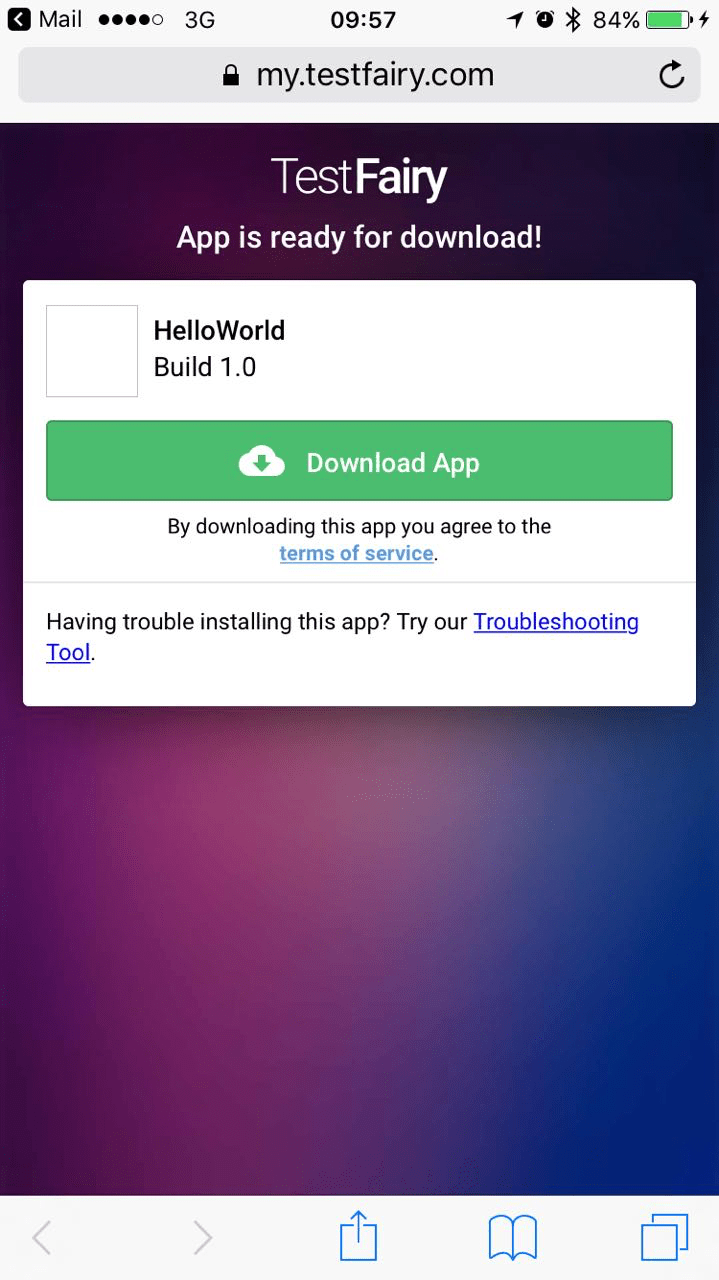 Mail 3G 09:57 84%
my.testfairy.com
TestFairy
App is ready for download!
HelloWorld
Build 1.0
Download App
By downloading this app you agree to the
terms of service.
Having trouble installing this app? Try our Troubleshooting
Tool.